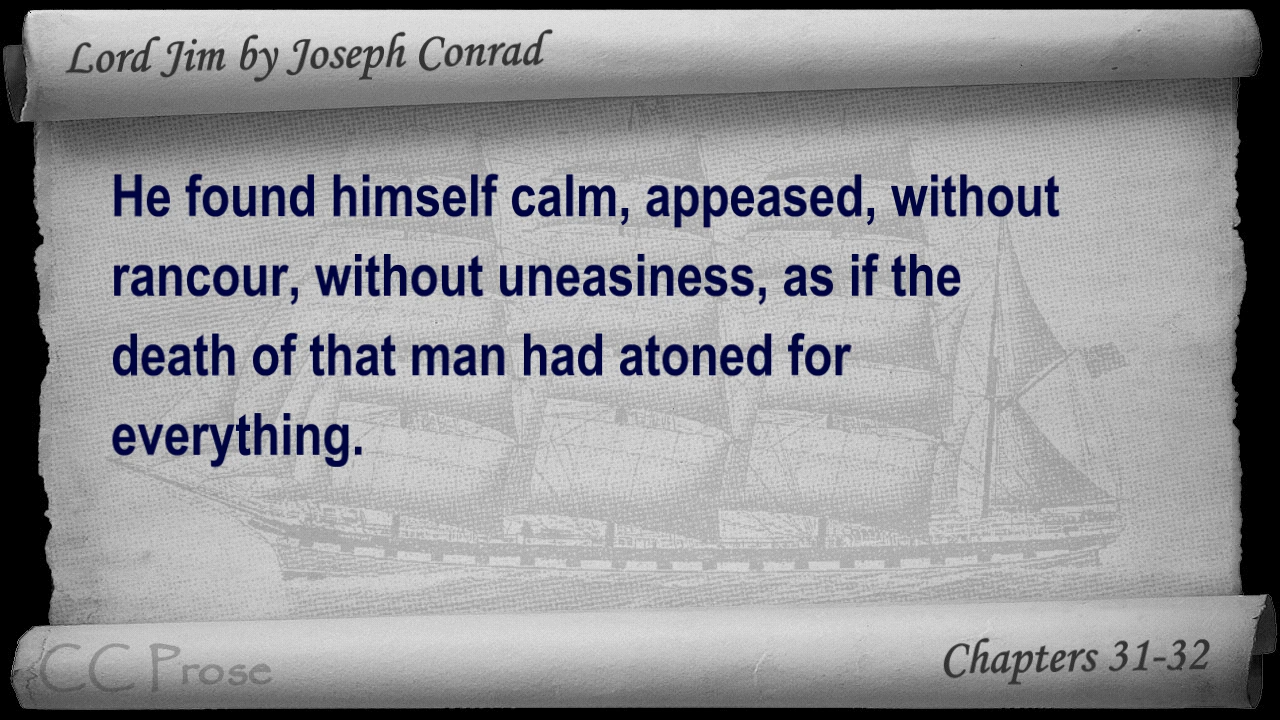 Lord Jim by Joseph Conrad
He found himself calm, appeased, without
rancour, without uneasiness, as if the
death of that man had atoned for
everything.
CC Prose
Chapters 31-32